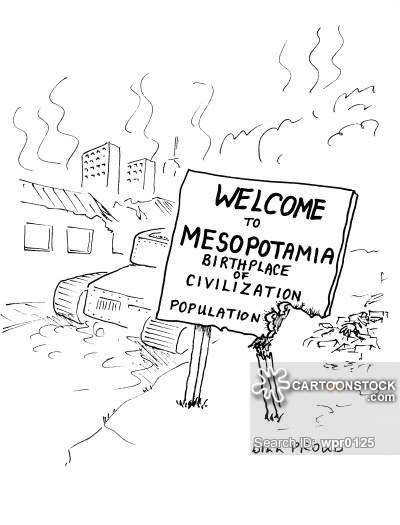 WELCOME
TO
MESOPOTAMIA
BIRTHPLACE
OF
CIVILIZATION
POPULATION
CARTOONSTOCK
.com
Search ID: wpr0125